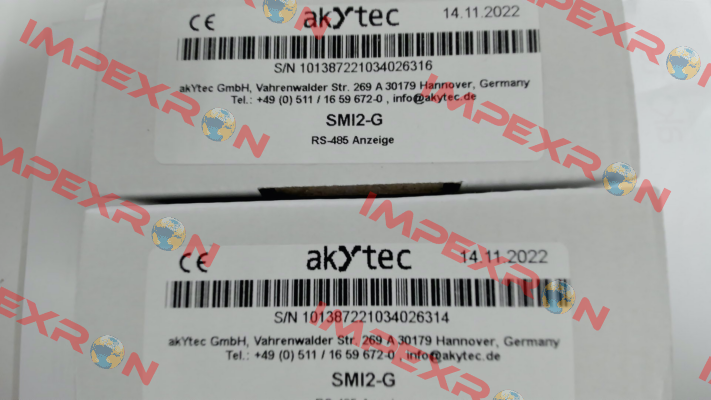 akYtec
14.11.2022
S/N 101387221034026316
akYtec GmbH, Vahrenwalder Str. 269 A 30179 Hannover, Germany
Tel.: +49 (0) 511 / 16 59 672-0 , info@akytec.de
SMI2-G
RS-485 Anzeige
akYtec
14.11.2022
S/N 101387221034026314
akYtec GmbH, Vahrenwalder Str. 269 A 30179 Hannover, Germany
Tel.: +49 (0) 511 / 16 59 672-0 , info@akytec.de
SMI2-G
RS-485 Anzeige
IMPEXRON
IMPEXRON
IMPEXRON
IMPEXRON
IMPEXRON
IMPEXRON